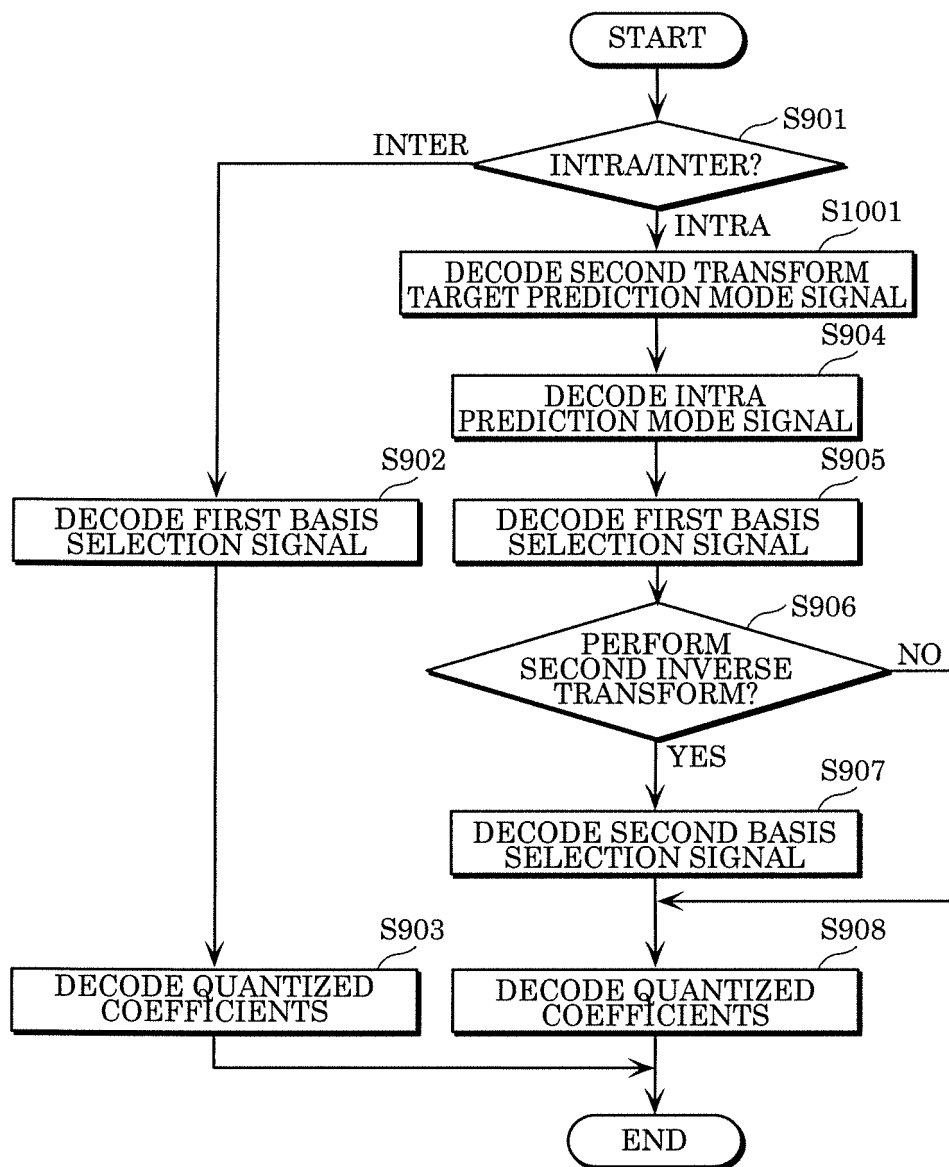 START
S901
INTER
INTRA/INTER?
INTRA
S1001
DECODE SECOND TRANSFORM
TARGET PREDICTION MODE SIGNAL
S904
DECODE INTRA
PREDICTION MODE SIGNAL
S902
DECODE FIRST BASIS
SELECTION SIGNAL
S905
DECODE FIRST BASIS
SELECTION SIGNAL
S906
PERFORM
SECOND INVERSE
TRANSFORM?
NO
YES
S907
DECODE SECOND BASIS
SELECTION SIGNAL
S903
DECODE QUANTIZED
COEFFICIENTS
S908
DECODE QUANTIZED
COEFFICIENTS
END